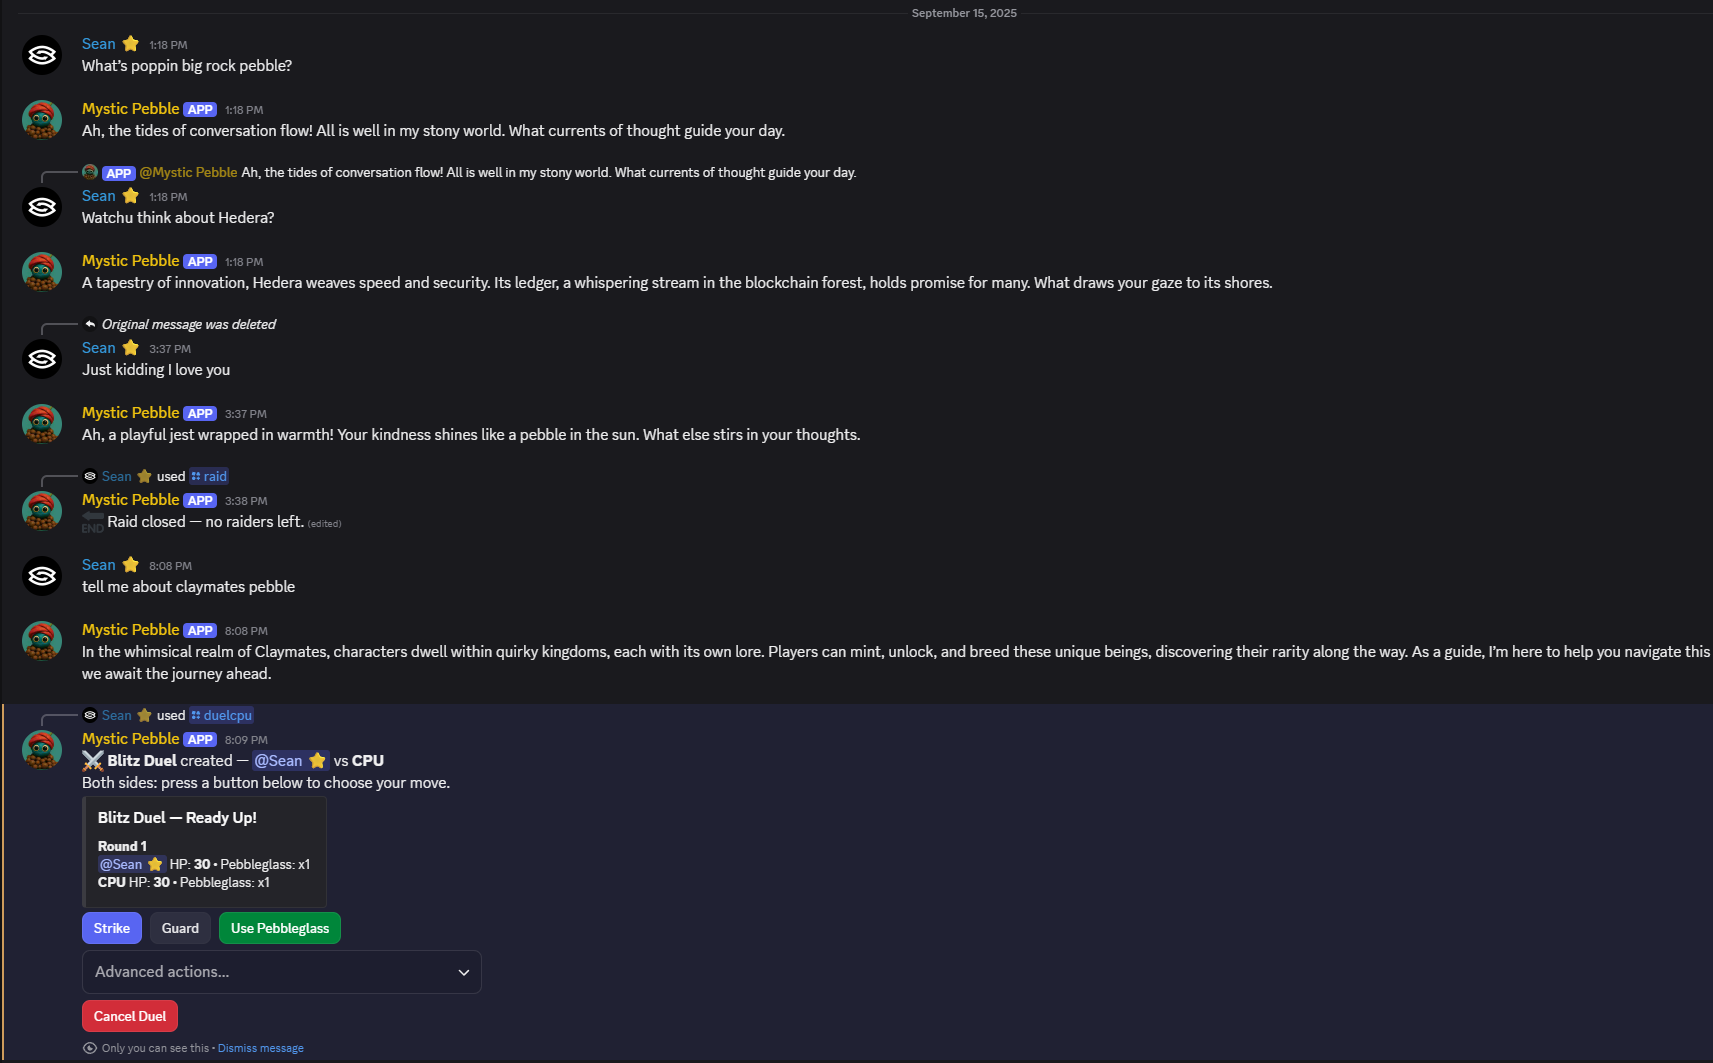 September 15, 2025
Sean 1:18 PM
What's poppin big rock pebble?
Mystic Pebble APP 1:18 PM
Ah, the tides of conversation flow! All is well in my stony world. What currents of thought guide your day.
APP @Mystic Pebble Ah, the tides of conversation flow! All is well in my stony world. What currents of thought guide your day.
Sean 1:18 PM
Watchu think about Hedera?
Mystic Pebble APP 1:18 PM
A tapestry of innovation, Hedera weaves speed and security. Its ledger, a whispering stream in the blockchain forest, holds promise for many. What draws your gaze to its shores.
Original message was deleted
Sean 3:37 PM
Just kidding I love you
Mystic Pebble APP 3:37 PM
Ah, a playful jest wrapped in warmth! Your kindness shines like a pebble in the sun. What else stirs in your thoughts.
Sean used raid
Mystic Pebble APP 3:38 PM
END Raid closed — no raiders left. (edited)
Sean 8:08 PM
tell me about claymates pebble
Mystic Pebble APP 8:08 PM
In the whimsical realm of Claymates, characters dwell within quirky kingdoms, each with its own lore. Players can mint, unlock, and breed these unique beings, discovering their rarity along the way. As a guide, I'm here to help you navigate this
we await the journey ahead.
Sean used duelcpu
Mystic Pebble APP 8:09 PM
Blitz Duel created — @Sean vs CPU
Both sides: press a button below to choose your move.
Blitz Duel — Ready Up!
Round 1
@Sean HP: 30 • Pebbleglass: x1
CPU HP: 30 • Pebbleglass: x1
Strike Guard Use Pebbleglass
Advanced actions...
Cancel Duel
Only you can see this • Dismiss message